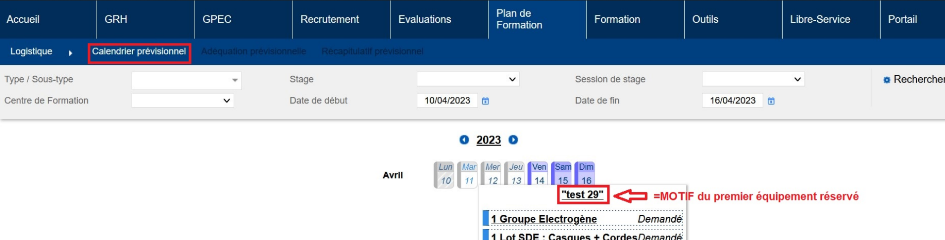 Accueil GRH GPEC Recrutement Evaluations Plan de Formation Formation Outils Libre-Service Portail
Logistique Calendrier prévisionnel Adéquation prévisionnelle Récapitulatif prévisionnel
Type / Sous-type Stage Session de stage Rechercher
Centre de Formation Date de début 10/04/2023 Date de fin 16/04/2023
2023
Avril Lun Mar Mer Jeu Ven Sam Dim
10 11 12 13 14 15 16
"test 29" =MOTIF du premier équipement réservé
1 Groupe Electrogène Demandé
1 Lot SDE : Casques + Cordes Demandé